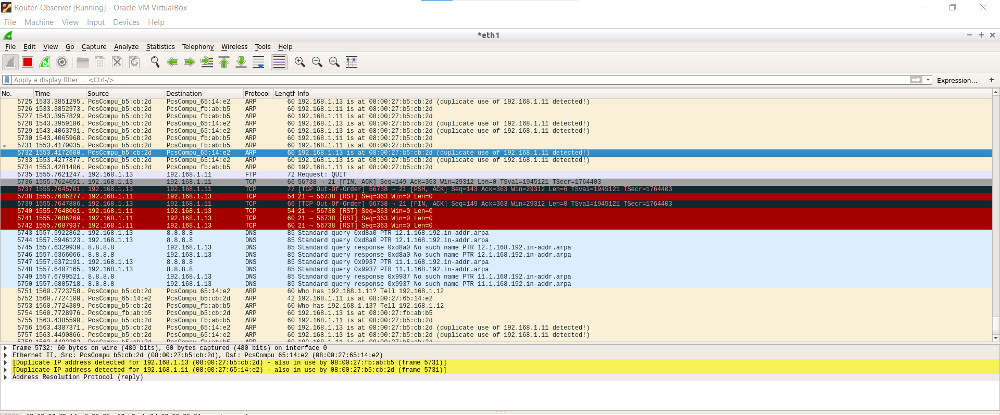 Router-Observer [Running] - Oracle VM VirtualBox
File Machine View Input Devices Help
*eth1
File Edit View Go Capture Analyze Statistics Telephony Wireless Tools Help
Apply a display filter ... <Ctrl-/>
Expression... +
No. Time Source Destination Protocol Length Info
5725 1533.3851295… PcsCompu_b5:cb:2d PcsCompu_65:14:e2 ARP 60 192.168.1.13 is at 08:00:27:b5:cb:2d (duplicate use of 192.168.1.11 detected!)
5726 1533.3852973… PcsCompu_b5:cb:2d PcsCompu_fb:ab:b5 ARP 60 192.168.1.11 is at 08:00:27:b5:cb:2d
5727 1543.3957829… PcsCompu_b5:cb:2d PcsCompu_fb:ab:b5 ARP 60 192.168.1.11 is at 08:00:27:b5:cb:2d
5728 1543.3959186… PcsCompu_b5:cb:2d PcsCompu_65:14:e2 ARP 60 192.168.1.13 is at 08:00:27:b5:cb:2d (duplicate use of 192.168.1.11 detected!)
5729 1543.4063791… PcsCompu_b5:cb:2d PcsCompu_65:14:e2 ARP 60 192.168.1.13 is at 08:00:27:b5:cb:2d (duplicate use of 192.168.1.11 detected!)
5730 1543.4065968… PcsCompu_b5:cb:2d PcsCompu_fb:ab:b5 ARP 60 192.168.1.11 is at 08:00:27:b5:cb:2d
5731 1553.4170035… PcsCompu_b5:cb:2d PcsCompu_fb:ab:b5 ARP 60 192.168.1.11 is at 08:00:27:b5:cb:2d
5732 1553.4172600… PcsCompu_b5:cb:2d PcsCompu_65:14:e2 ARP 60 192.168.1.13 is at 08:00:27:b5:cb:2d (duplicate use of 192.168.1.11 detected!)
5733 1553.4277877… PcsCompu_b5:cb:2d PcsCompu_65:14:e2 ARP 60 192.168.1.13 is at 08:00:27:b5:cb:2d (duplicate use of 192.168.1.11 detected!)
5734 1553.4281406… PcsCompu_b5:cb:2d PcsCompu_fb:ab:b5 ARP 60 192.168.1.11 is at 08:00:27:b5:cb:2d
5735 1555.7621247… 192.168.1.13 192.168.1.11 FTP 72 Request: QUIT
5736 1555.7624051… 192.168.1.13 192.168.1.11 TCP 66 56738 → 21 [FIN, ACK] Seq=149 Ack=363 Win=29312 Len=0 TSval=1945121 TSecr=1764403
5737 1555.7645761… 192.168.1.13 192.168.1.11 TCP 72 [TCP Out-Of-Order] 56738 → 21 [PSH, ACK] Seq=143 Ack=363 Win=29312 Len=6 TSval=1945121 TSecr=1764403
5738 1555.7646277… 192.168.1.11 192.168.1.13 TCP 54 21 → 56738 [RST] Seq=363 Win=0 Len=0
5739 1555.7647886… 192.168.1.13 192.168.1.11 TCP 66 [TCP Out-Of-Order] 56738 → 21 [FIN, ACK] Seq=149 Ack=363 Win=29312 Len=0 TSval=1945121 TSecr=1764403
5740 1555.7648061… 192.168.1.11 192.168.1.13 TCP 54 21 → 56738 [RST] Seq=363 Win=0 Len=0
5741 1555.7686260… 192.168.1.11 192.168.1.13 TCP 60 21 → 56738 [RST] Seq=363 Win=0 Len=0
5742 1555.7687937… 192.168.1.11 192.168.1.13 TCP 60 21 → 56738 [RST] Seq=363 Win=0 Len=0
5743 1557.5922862… 192.168.1.13 8.8.8.8 DNS 85 Standard query 0xd8a0 PTR 12.1.168.192.in-addr.arpa
5744 1557.5946123… 192.168.1.13 8.8.8.8 DNS 85 Standard query 0xd8a0 PTR 12.1.168.192.in-addr.arpa
5745 1557.6329930… 8.8.8.8 192.168.1.13 DNS 85 Standard query response 0xd8a0 No such name PTR 12.1.168.192.in-addr.arpa
5746 1557.6366066… 8.8.8.8 192.168.1.13 DNS 85 Standard query response 0xd8a0 No such name PTR 12.1.168.192.in-addr.arpa
5747 1557.6372191… 192.168.1.13 8.8.8.8 DNS 85 Standard query 0x9937 PTR 11.1.168.192.in-addr.arpa
5748 1557.6407165… 192.168.1.13 8.8.8.8 DNS 85 Standard query 0x9937 PTR 11.1.168.192.in-addr.arpa
5749 1557.6799521… 8.8.8.8 192.168.1.13 DNS 85 Standard query response 0x9937 No such name PTR 11.1.168.192.in-addr.arpa
5750 1557.6805718… 8.8.8.8 192.168.1.13 DNS 85 Standard query response 0x9937 No such name PTR 11.1.168.192.in-addr.arpa
5751 1560.7723758… PcsCompu_b5:cb:2d PcsCompu_65:14:e2 ARP 60 Who has 192.168.1.11? Tell 192.168.1.12
5752 1560.7724100… PcsCompu_65:14:e2 PcsCompu_b5:cb:2d ARP 42 192.168.1.11 is at 08:00:27:65:14:e2
5753 1560.7724309… PcsCompu_b5:cb:2d PcsCompu_fb:ab:b5 ARP 60 Who has 192.168.1.13? Tell 192.168.1.12
5754 1560.7728976… PcsCompu_fb:ab:b5 PcsCompu_b5:cb:2d ARP 60 192.168.1.13 is at 08:00:27:fb:ab:b5
5755 1563.4385590… PcsCompu_b5:cb:2d PcsCompu_fb:ab:b5 ARP 60 192.168.1.11 is at 08:00:27:b5:cb:2d
5756 1563.4387371… PcsCompu_b5:cb:2d PcsCompu_65:14:e2 ARP 60 192.168.1.13 is at 08:00:27:b5:cb:2d (duplicate use of 192.168.1.11 detected!)
5757 1563.4490866… PcsCompu_b5:cb:2d PcsCompu_65:14:e2 ARP 60 192.168.1.13 is at 08:00:27:b5:cb:2d (duplicate use of 192.168.1.11 detected!)
Frame 5732: 60 bytes on wire (480 bits), 60 bytes captured (480 bits) on interface 0
Ethernet II, Src: PcsCompu_b5:cb:2d (08:00:27:b5:cb:2d), Dst: PcsCompu_65:14:e2 (08:00:27:65:14:e2)
[Duplicate IP address detected for 192.168.1.13 (08:00:27:b5:cb:2d) - also in use by 08:00:27:fb:ab:b5 (frame 5731)]
[Duplicate IP address detected for 192.168.1.11 (08:00:27:65:14:e2) - also in use by 08:00:27:b5:cb:2d (frame 5731)]
Address Resolution Protocol (reply)